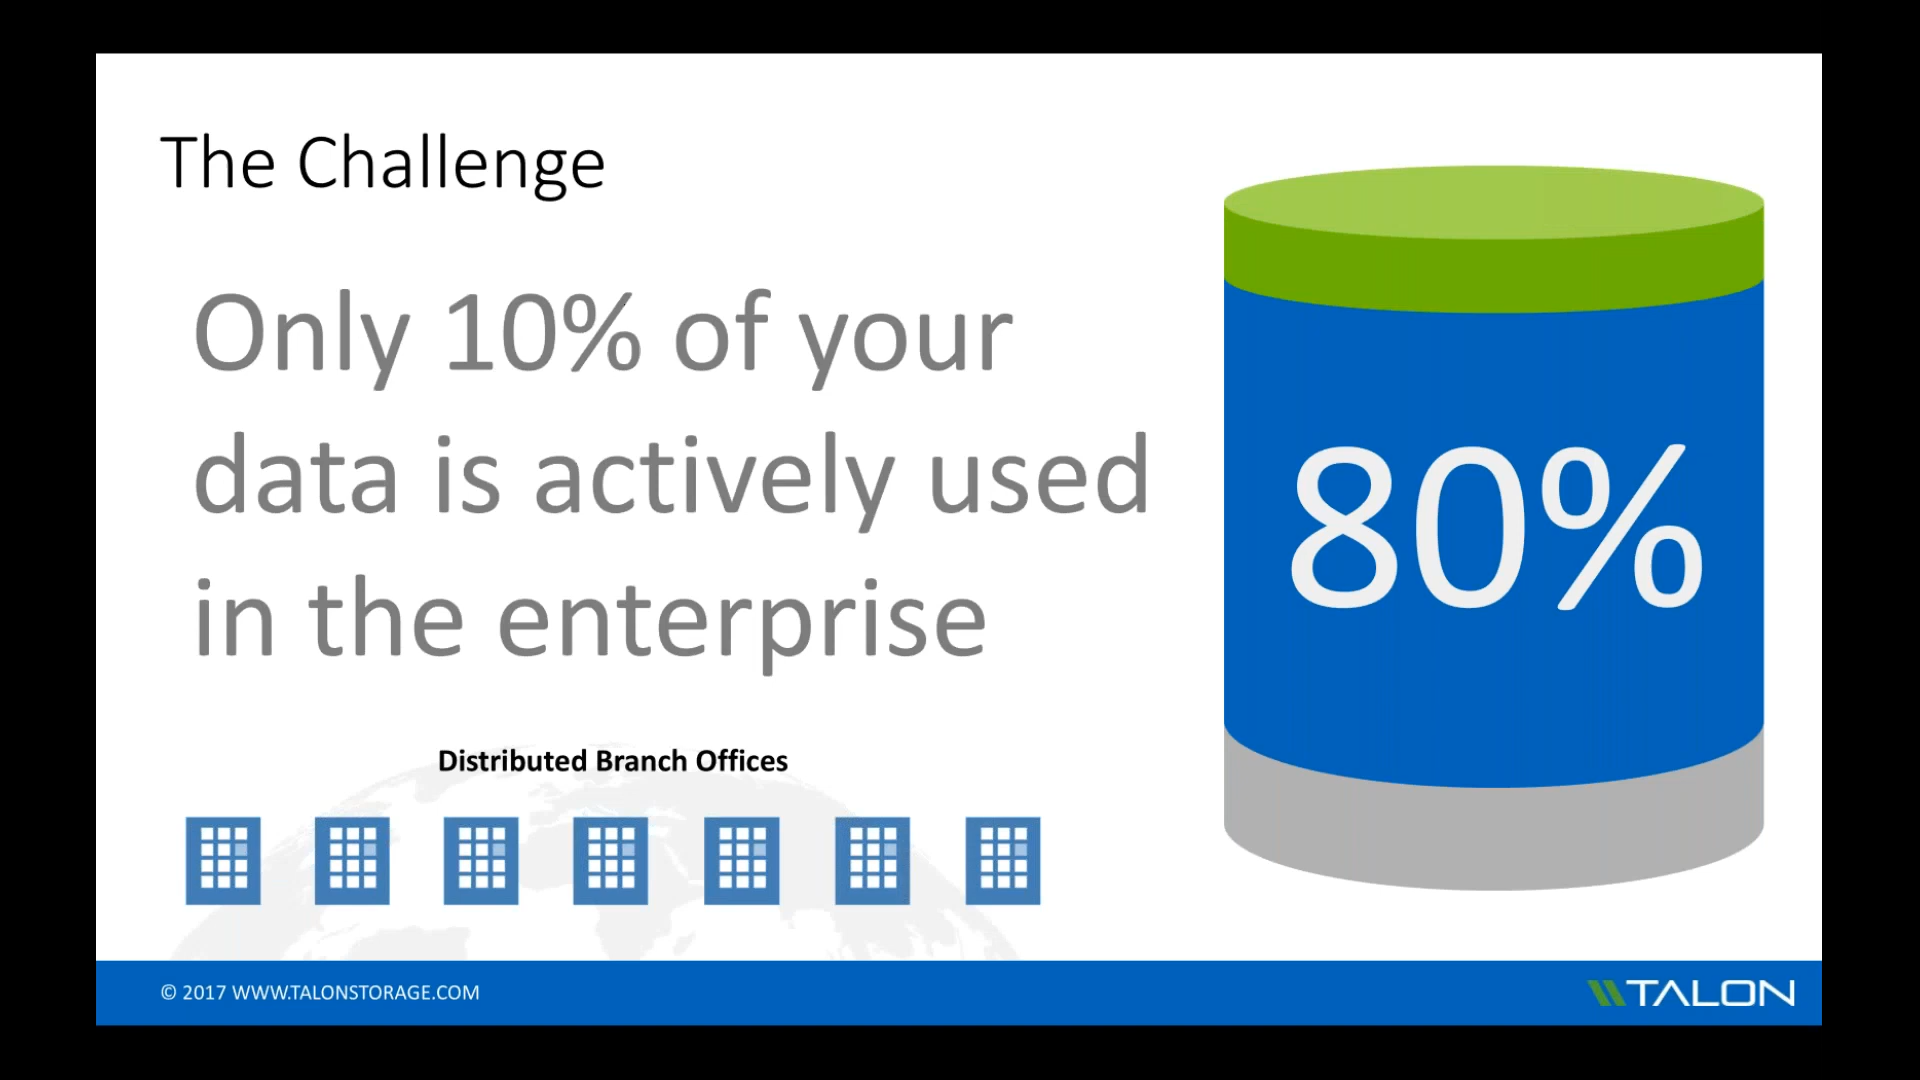 The Challenge
Only 10% of your
data is actively used
in the enterprise
80%
Distributed Branch Offices
© 2017 WWW.TALONSTORAGE.COM
TALON